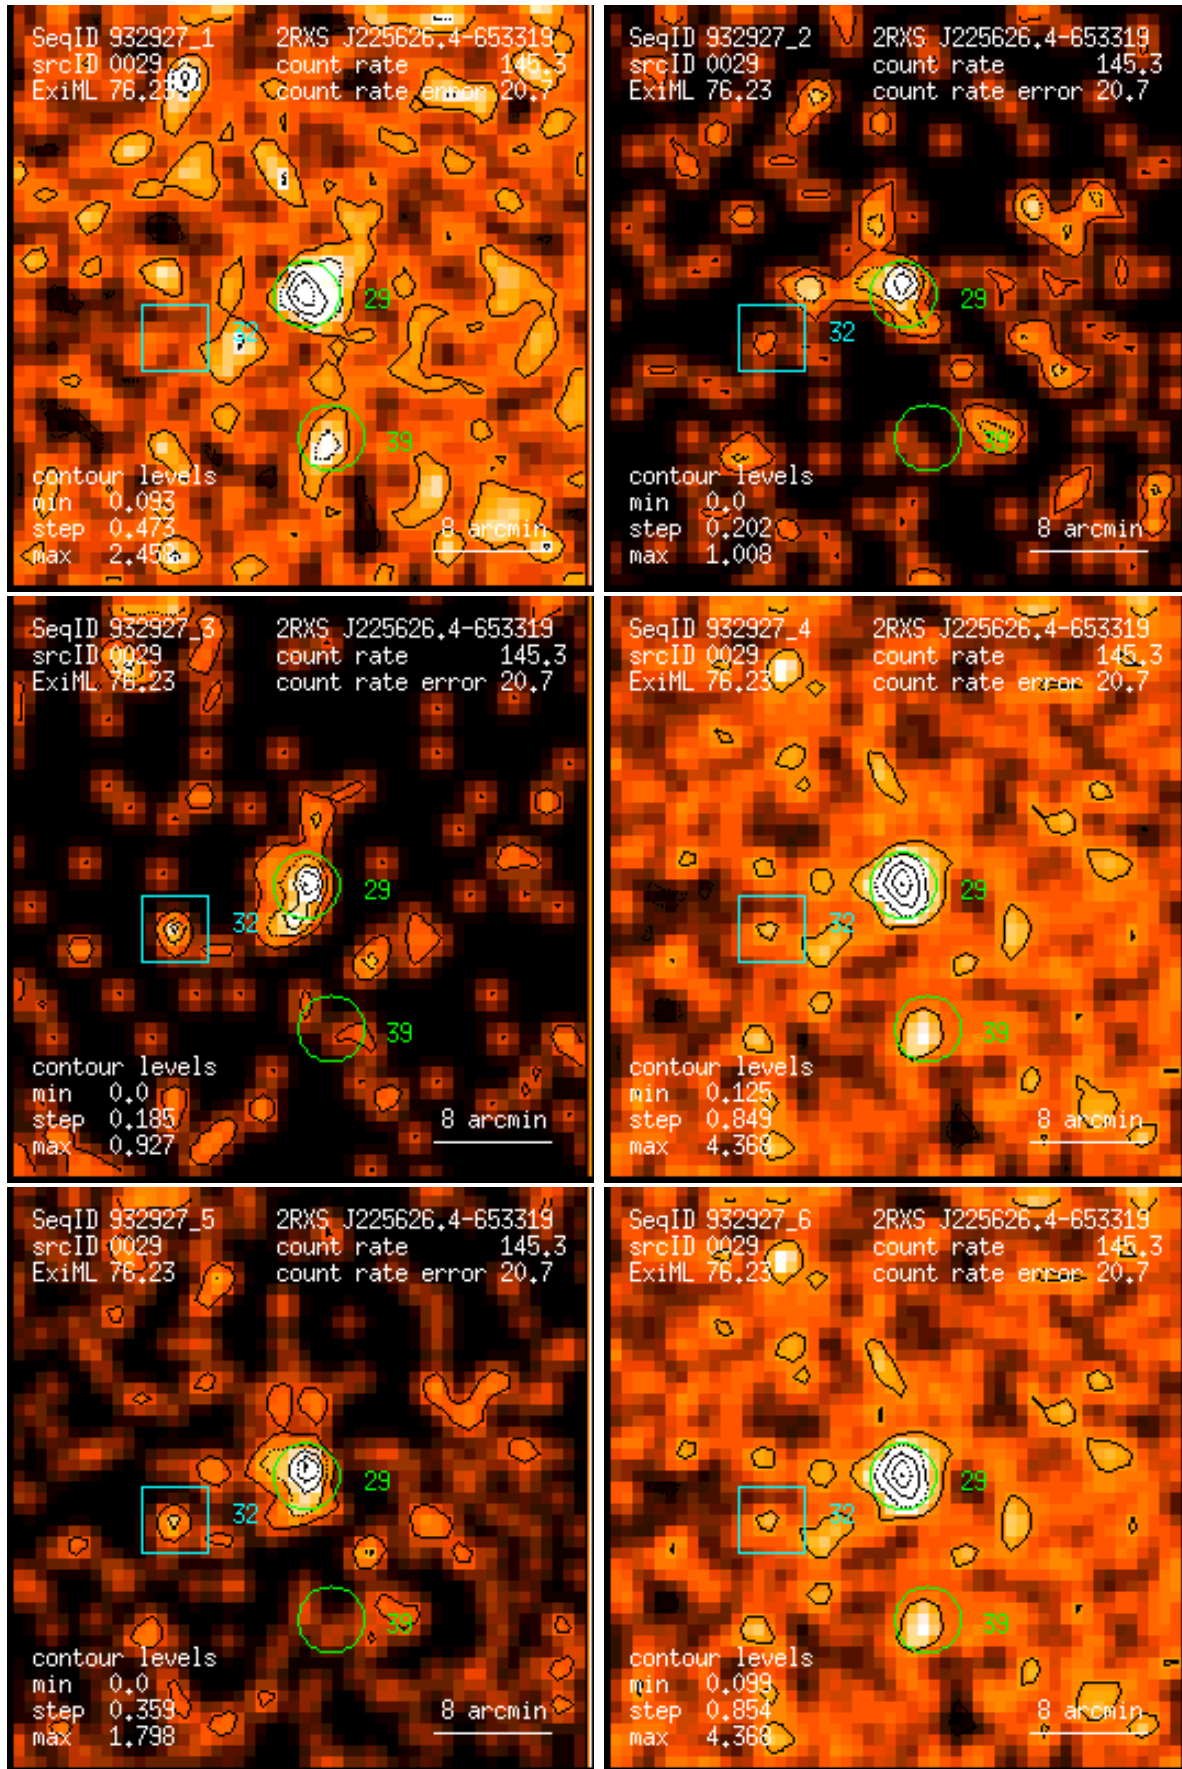 SeqID 932927_1 2RXS J225626.4-653319
srcID 0029 count rate 145.3
ExiML 76.23 count rate error 20.7
29
32
39
contour levels
min 0.093
step 0.473 8 arcmin
max 2.458
SeqID 932927_2 2RXS J225626.4-653319
srcID 0029 count rate 145.3
ExiML 76.23 count rate error 20.7
29
32
39
contour levels
min 0.0
step 0.202 8 arcmin
max 1.008
SeqID 932927_3 2RXS J225626.4-653319
srcID 0029 count rate 145.3
ExiML 76.23 count rate error 20.7
29
32
39
contour levels
min 0.0
step 0.185 8 arcmin
max 0.927
SeqID 932927_4 2RXS J225626.4-653319
srcID 0029 count rate 145.3
ExiML 76.23 count rate error 20.7
29
32
39
contour levels
min 0.125
step 0.849 8 arcmin
max 4.368
SeqID 932927_5 2RXS J225626.4-653319
srcID 0029 count rate 145.3
ExiML 76.23 count rate error 20.7
29
32
39
contour levels
min 0.0
step 0.359 8 arcmin
max 1.798
SeqID 932927_6 2RXS J225626.4-653319
srcID 0029 count rate 145.3
ExiML 76.23 count rate error 20.7
29
32
39
contour levels
min 0.099
step 0.854 8 arcmin
max 4.368